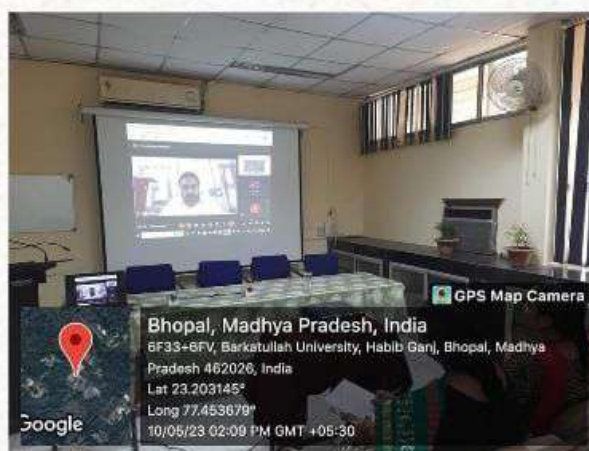 GPS Map Camera
Bhopal, Madhya Pradesh, India
6F33+6FV, Barkatullah University, Habib Ganj, Bhopal, Madhya
Pradesh 462026, India
Lat 23.203145°
Long 77.453679°
10/05/23 02:09 PM GMT +05:30
Google